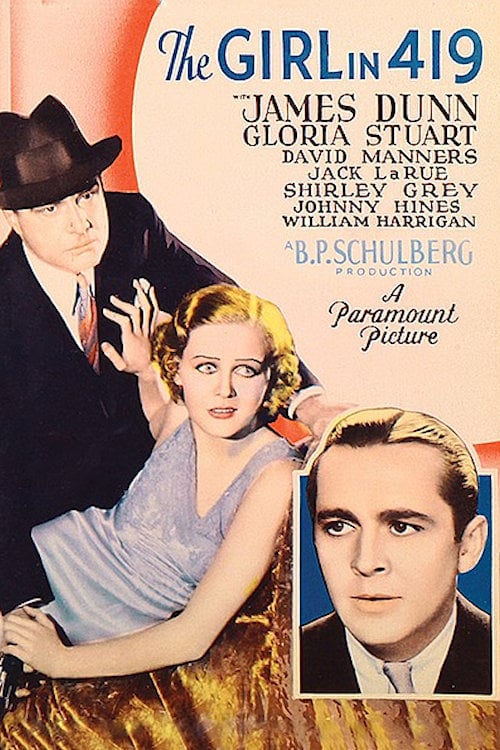 The GIRL IN 419
WITH JAMES DUNN
GLORIA STUART
DAVID MANNERS
JACK LaRUE
SHIRLEY GREY
JOHNNY HINES
WILLIAM HARRIGAN
A B.P. SCHULBERG
PRODUCTION
A
Paramount
Picture